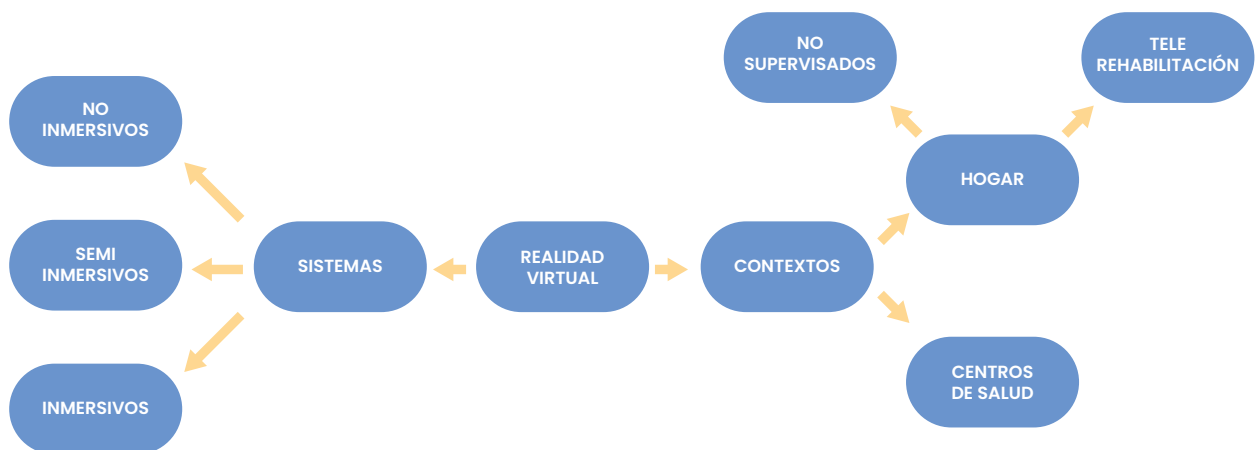 NO
SUPERVISADOS
TELE
REHABILITACIÓN
NO
INMERSIVOS
HOGAR
SEMI
INMERSIVOS
SISTEMAS
REALIDAD
VIRTUAL
CONTEXTOS
CENTROS
DE SALUD
INMERSIVOS